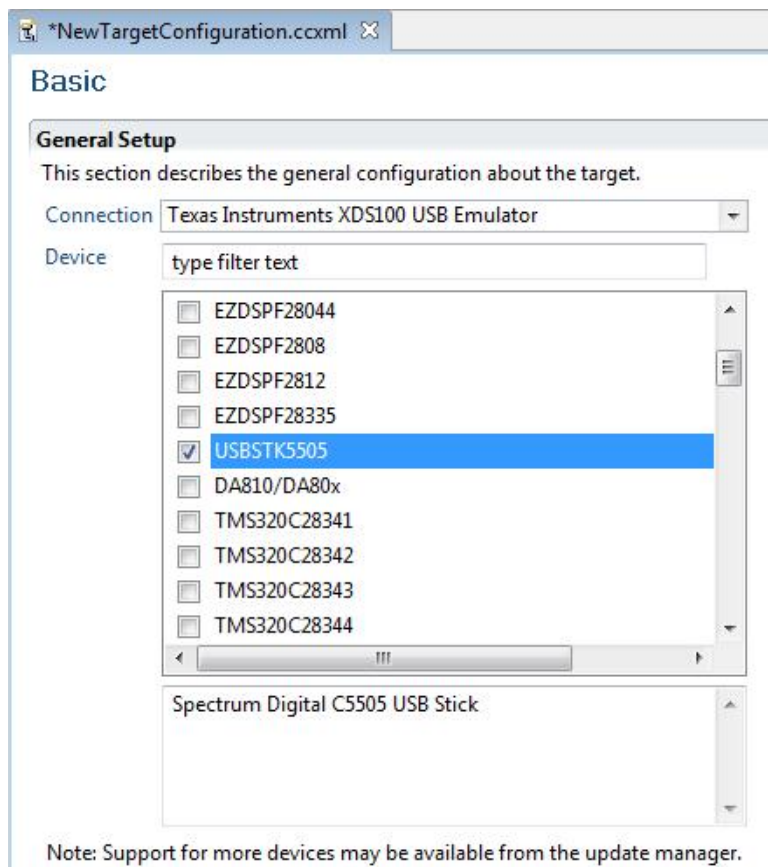 *NewTargetConfiguration.ccxml
Basic
General Setup
This section describes the general configuration about the target.
Connection Texas Instruments XDS100 USB Emulator
Device type filter text
EZDSPF28044
EZDSPF2808
EZDSPF2812
EZDSPF28335
USBSTK5505
DA810/DA80x
TMS320C28341
TMS320C28342
TMS320C28343
TMS320C28344
Spectrum Digital C5505 USB Stick
Note: Support for more devices may be available from the update manager.